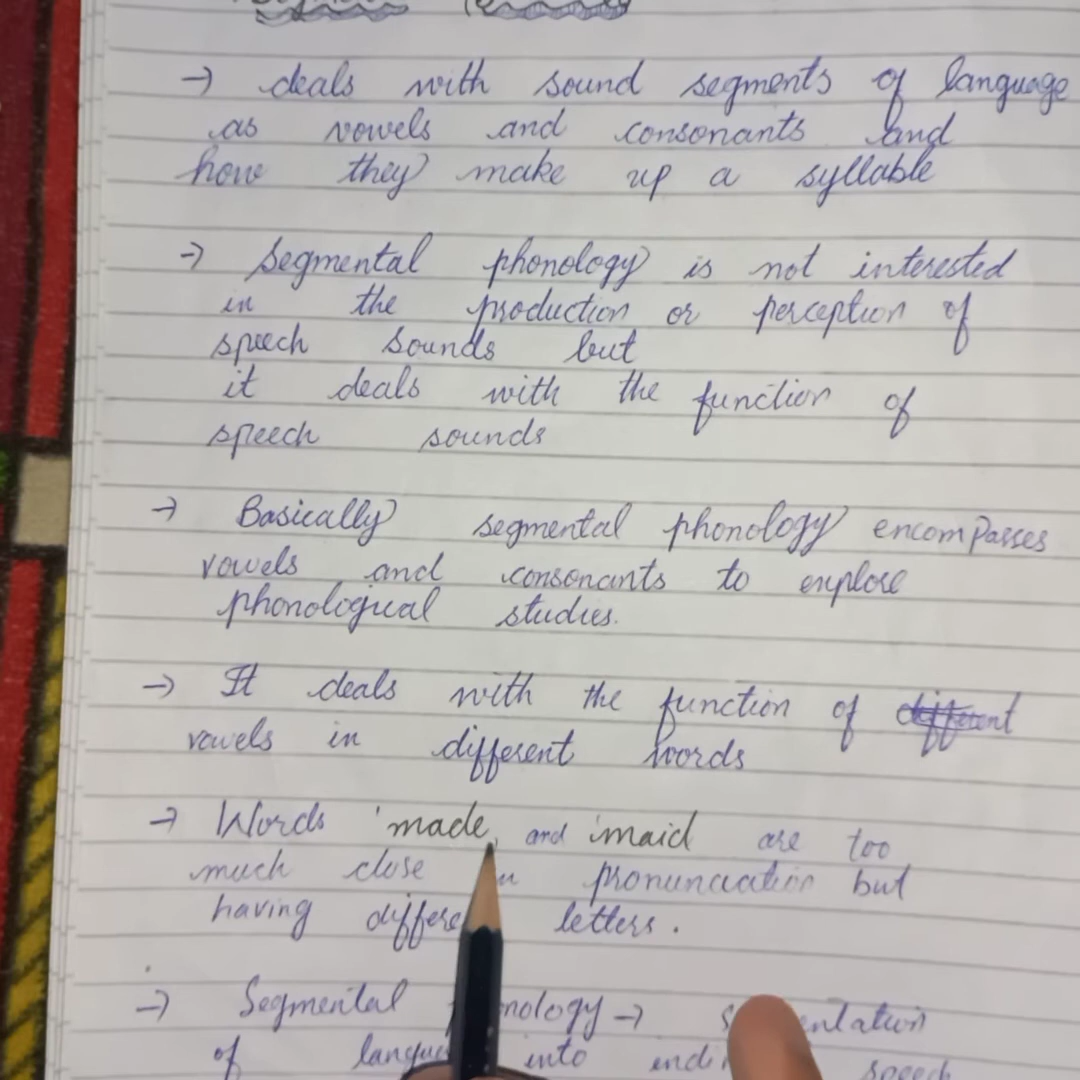 → deals with sound segments of language
as vowels and consonants and
how they make up a syllable
→ Segmental phonology is not interested
in the production or perception of
speech sounds but
it deals with the function of
speech sounds
→ Basically segmental phonology encompasses
vowels and consonants to explore
phonological studies.
→ It deals with the function of
vowels in different words
→ Words 'made, and 'maid are too
much close in pronunciation but
having letters.
→ Segmental →
of into speech